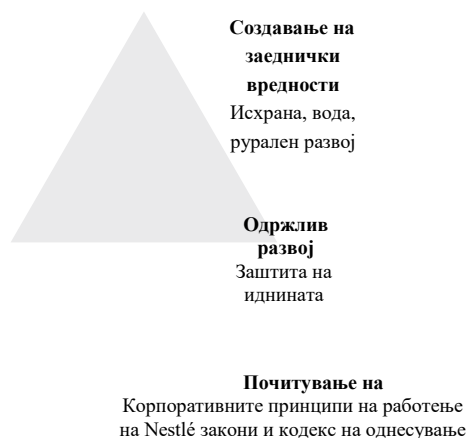 Создавање на
заеднички
вредности
Исхрана, вода,
рурален развој
Одржлив
развој
Заштита на
иднината
Почитување на
Корпоративните принципи на работење
на Nestlé закони и кодекс на однесување